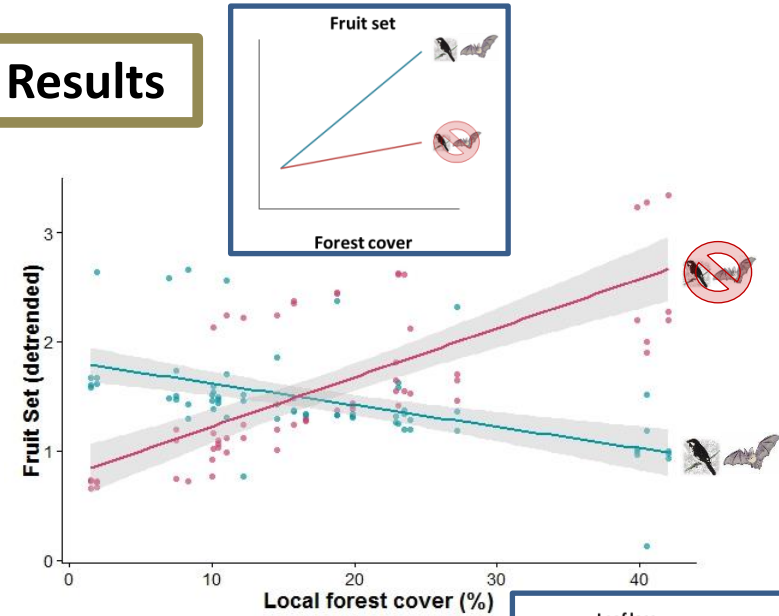 Results
Fruit set
Forest cover
Fruit Set (detrended)
3
2
1
0
0
10
20
30
40
Local forest cover (%)